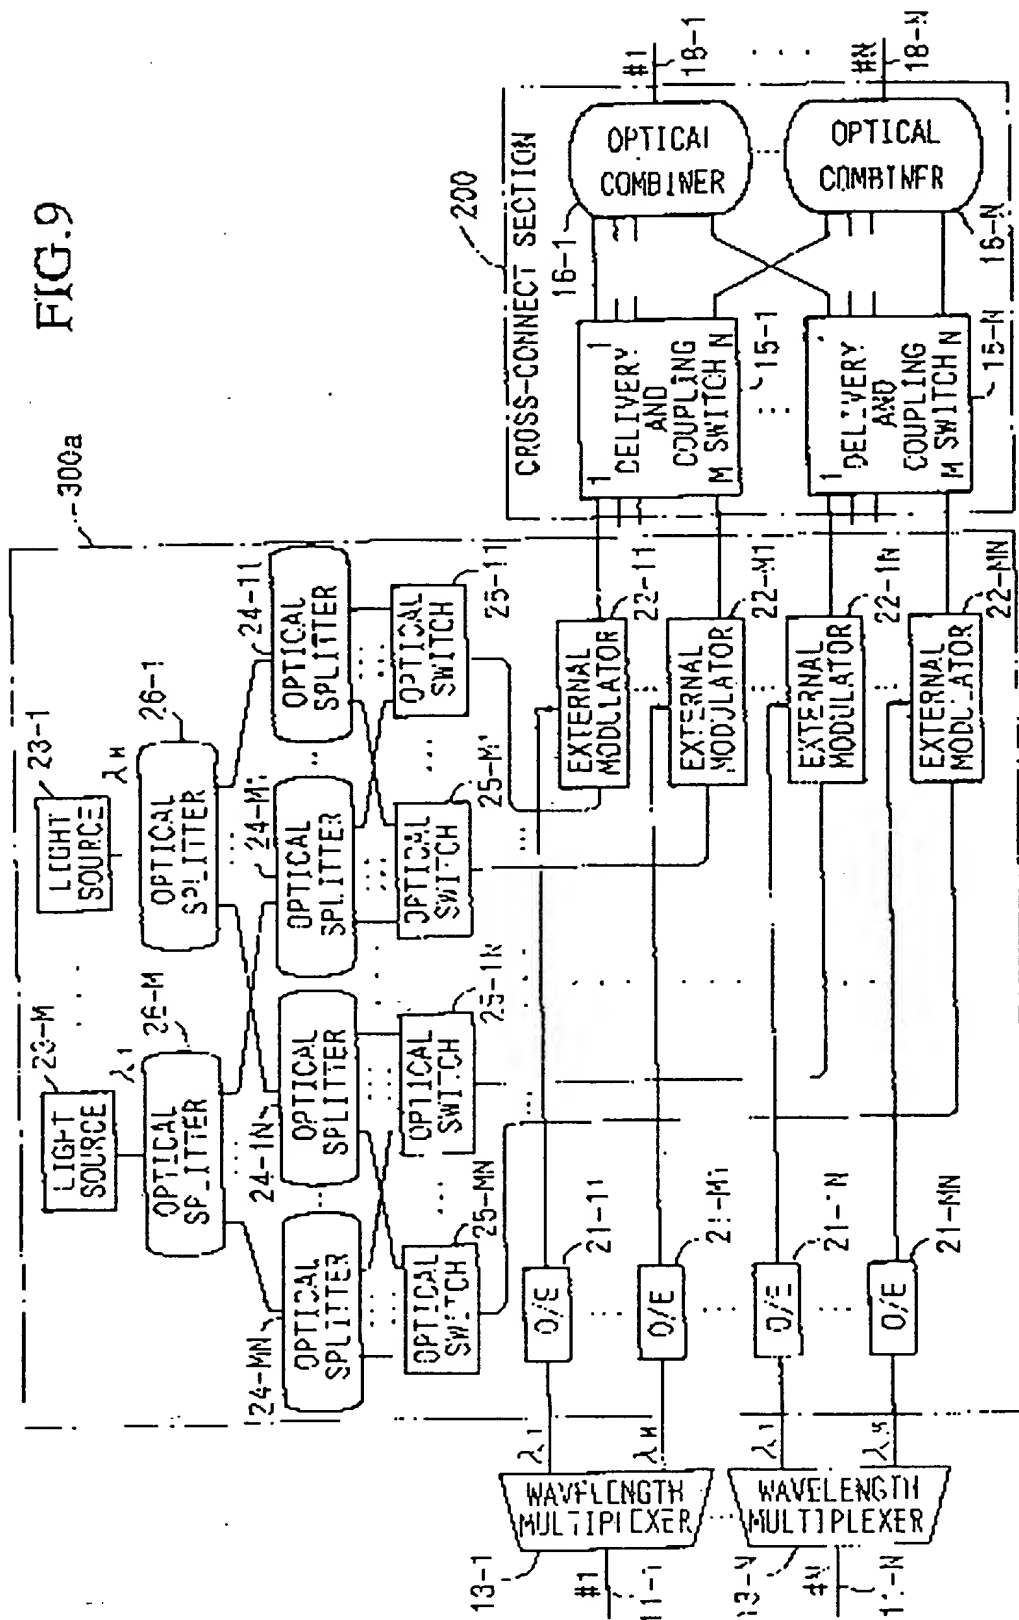 FIG.9
300a
23-M
LIGHT
SOURCE
23-1
LIGHT
SOURCE
λ1
26-M
OPTICAL
SPLITTER
λM
26-1
OPTICAL
SPLITTER
24-MN
OPTICAL
SPLITTER
24-1N
OPTICAL
SPLITTER
24-M1
OPTICAL
SPLITTER
24-11
OPTICAL
SPLITTER
25-MN
OPTICAL
SWITCH
25-1N
OPTICAL
SWITCH
25-M1
OPTICAL
SWITCH
25-11
OPTICAL
SWITCH
200
CROSS-CONNECT SECTION
13-1
WAVELENGTH
MULTIPLEXER
#1
11-1
λ1
O/E
21-11
EXTERNAL
MODULATOR
22-11
λM
O/E
21-M1
EXTERNAL
MODULATOR
22-M1
1 1
DELIVERY
AND
COUPLING
M SWITCH N
15-1
16-1
OPTICAL
COMBINER
#1
18-1
13-N
WAVELENGTH
MULTIPLEXER
#N
11-N
λ1
O/E
21-1N
EXTERNAL
MODULATOR
22-1N
λM
O/E
21-MN
EXTERNAL
MODULATOR
22-MN
1
DELIVERY
AND
COUPLING
M SWITCH N
15-N
16-N
OPTICAL
COMBINER
#N
18-N